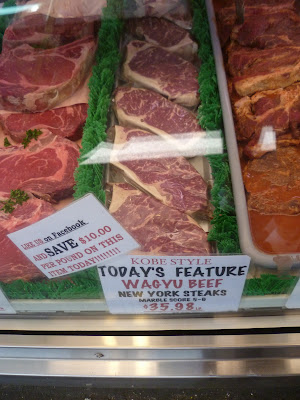 LIKE US on Facebook
AND SAVE $10.00
PER POUND ON THIS
ITEM TODAY!!!!!!!!
KOBE STYLE
TODAY'S FEATURE
WAGYU BEEF
NEW YORK STEAKS
MARBLE SCORE 5-6
$35.98